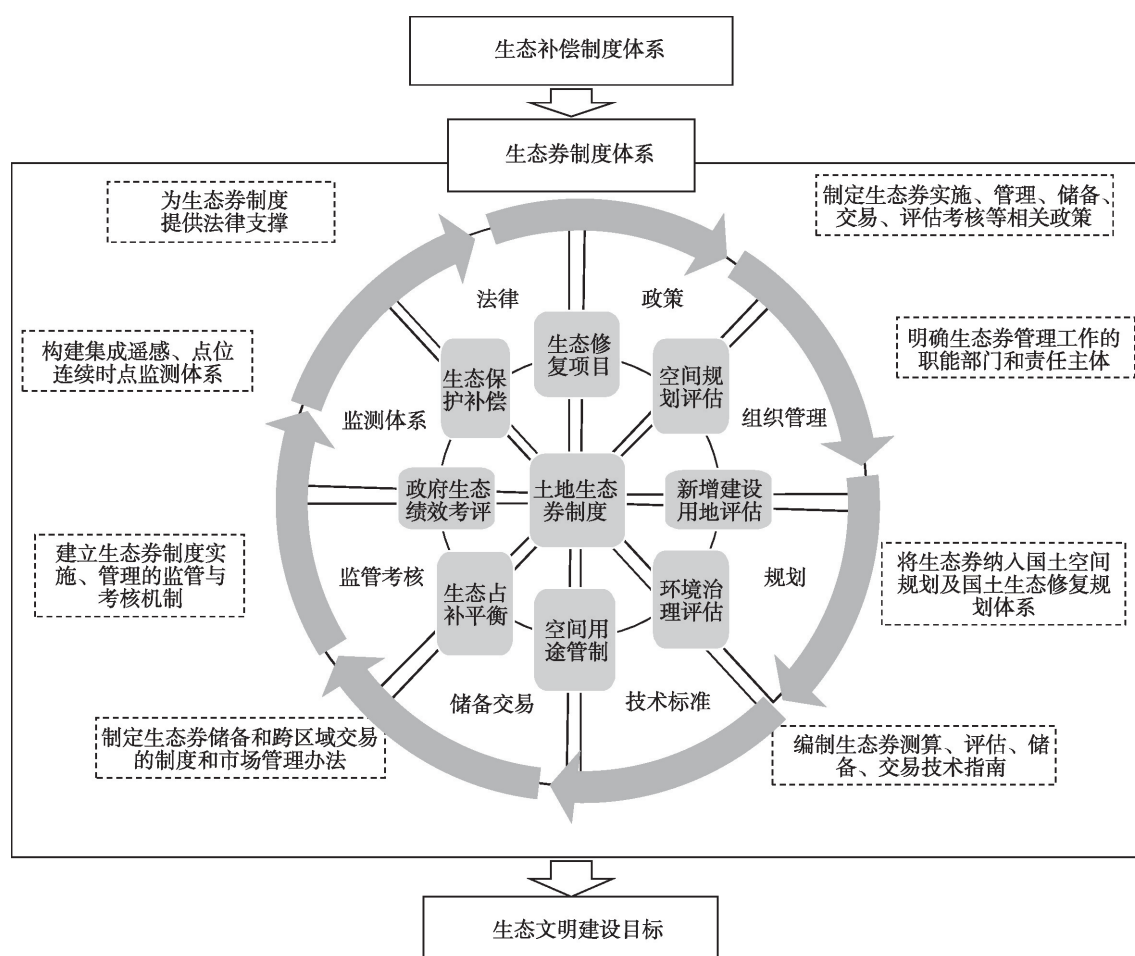 生态补偿制度体系
生态券制度体系
为生态券制度
提供法律支撑
制定生态券实施、管理、储备、
交易、评估考核等相关政策
法律
政策
构建集成遥感、点位
连续时点监测体系
明确生态券管理工作的
职能部门和责任主体
生态修
复项目
生态保
护补偿
空间规
划评估
监测体系
组织管理
政府生态
绩效考评
土地生态
券制度
新增建设
用地评估
建立生态券制度实
施、管理的监管与
考核机制
将生态券纳入国土空间
规划及国土生态修复规
划体系
监管考核
规划
生态占
补平衡
空间用
途管制
环境治
理评估
储备交易
技术标准
制定生态券储备和跨区域交易
的制度和市场管理办法
编制生态券测算、评估、储
备、交易技术指南
生态文明建设目标